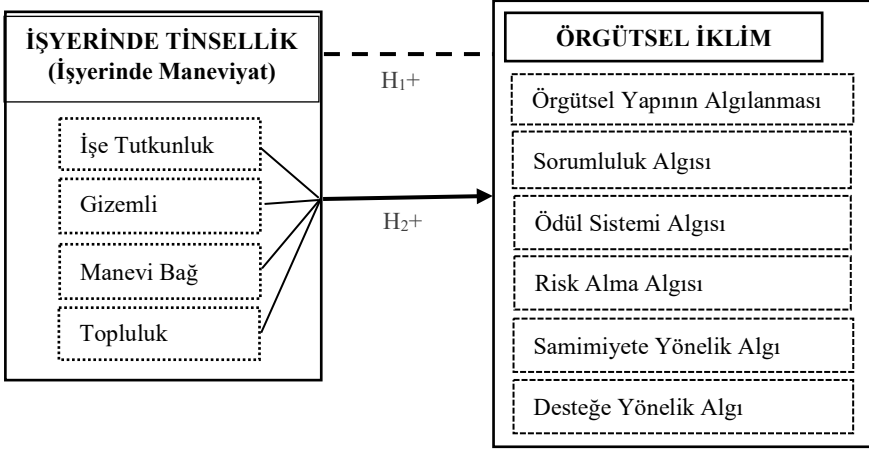 İŞYERİNDE TİNSELLİK
(İşyerinde Maneviyat)
İşe Tutkunluk
Gizemli
Manevi Bağ
Topluluk
H₁+
H₂+
ÖRGÜTSEL İKLİM
Örgütsel Yapının Algılanması
Sorumluluk Algısı
Ödül Sistemi Algısı
Risk Alma Algısı
Samimiyete Yönelik Algı
Desteğe Yönelik Algı